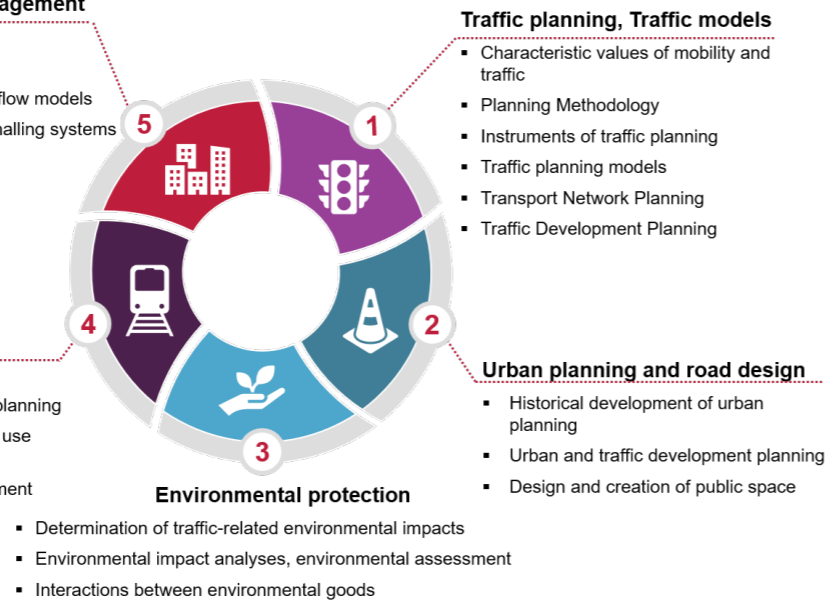 Traffic planning, Traffic models
▪ Characteristic values of mobility and
traffic
▪ Planning Methodology
▪ Instruments of traffic planning
▪ Traffic planning models
▪ Transport Network Planning
▪ Traffic Development Planning
flow models
5
1
4
2
3
Urban planning and road design
▪ Historical development of urban
planning
▪ Urban and traffic development planning
▪ Design and creation of public space
planning
use
Environmental protection
▪ Determination of traffic-related environmental impacts
▪ Environmental impact analyses, environmental assessment
▪ Interactions between environmental goods
systems